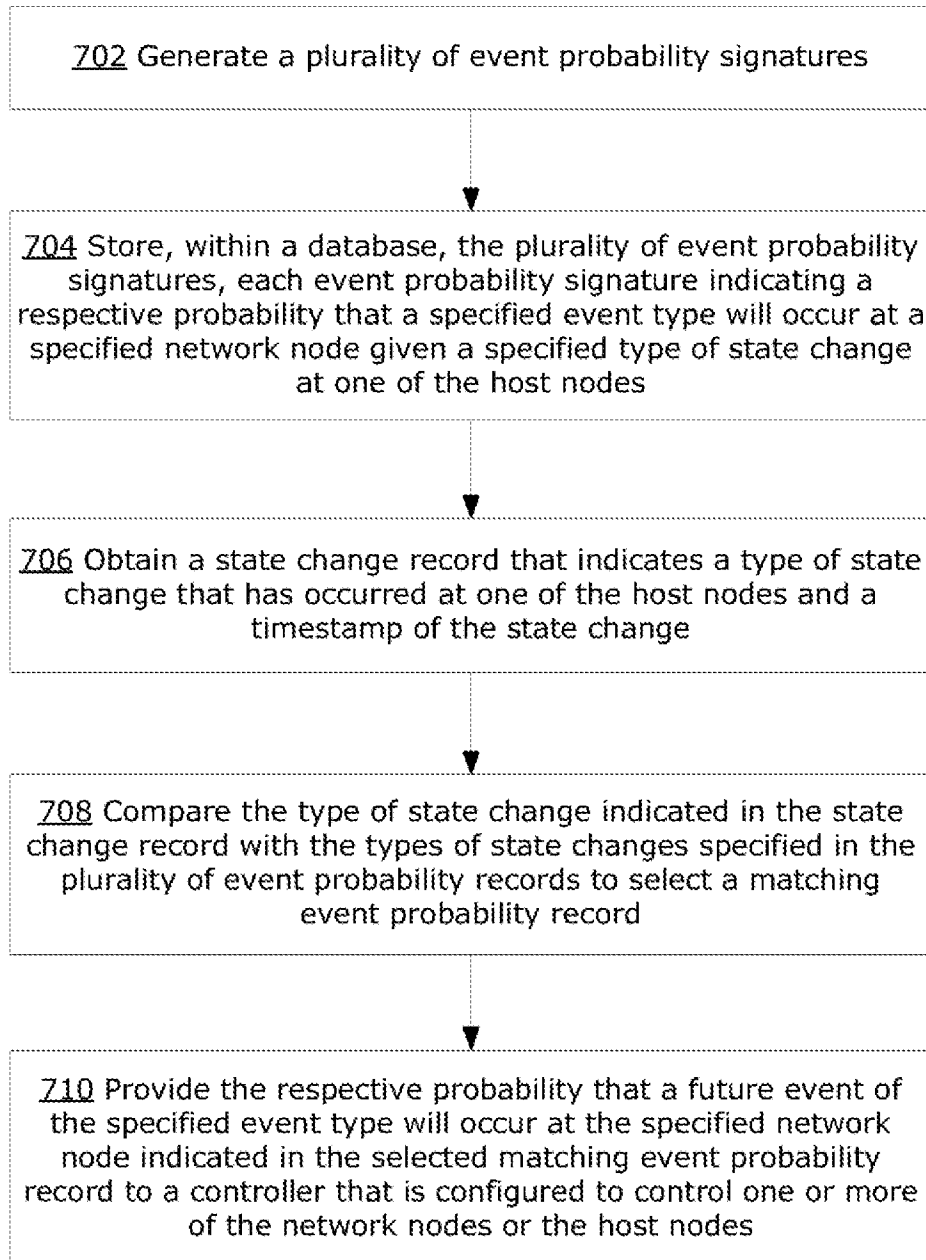 702 Generate a plurality of event probability signatures
704 Store, within a database, the plurality of event probability
signatures, each event probability signature indicating a
respective probability that a specified event type will occur at a
specified network node given a specified type of state change
at one of the host nodes
706 Obtain a state change record that indicates a type of state
change that has occurred at one of the host nodes and a
timestamp of the state change
708 Compare the type of state change indicated in the state
change record with the types of state changes specified in the
plurality of event probability records to select a matching
event probability record
710 Provide the respective probability that a future event of
the specified event type will occur at the specified network
node indicated in the selected matching event probability
record to a controller that is configured to control one or more
of the network nodes or the host nodes